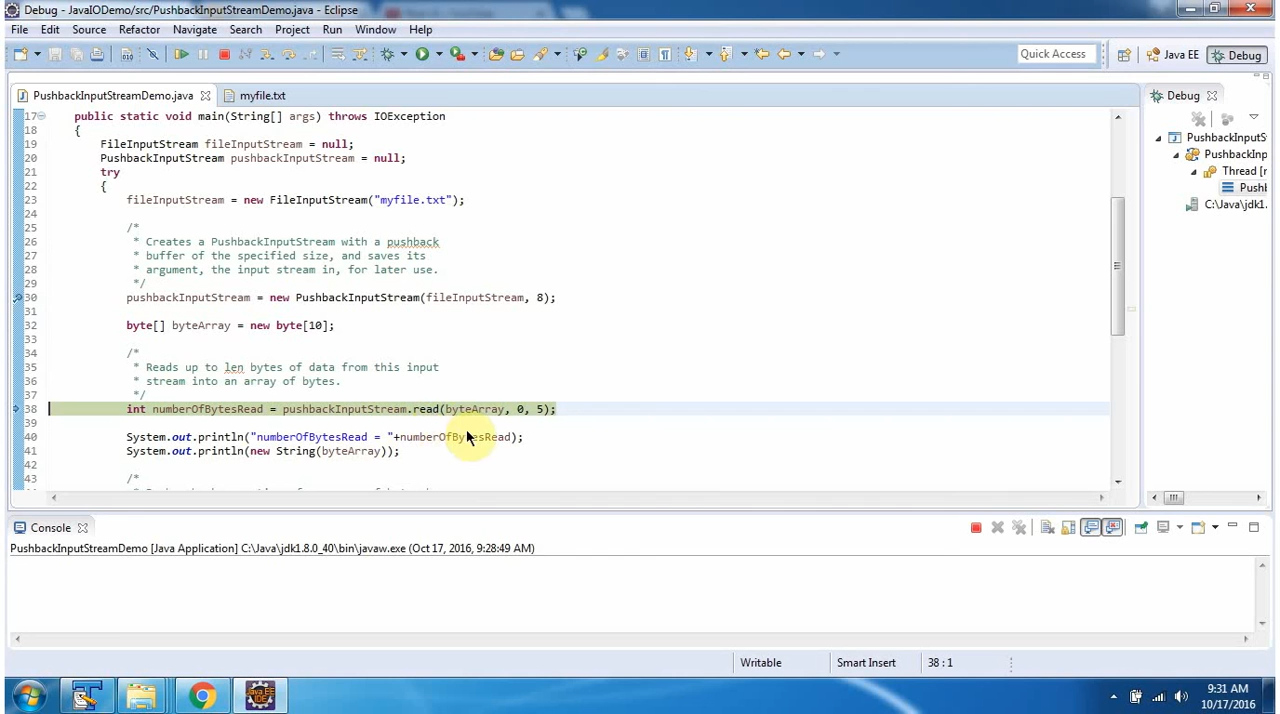 Debug - JavaIODemo/src/PushbackInputStreamDemo.java - Eclipse
File Edit Source Refactor Navigate Search Project Run Window Help
Quick Access Java EE Debug
PushbackInputStreamDemo.java myfile.txt
Debug
17 public static void main(String[] args) throws IOException
18 {
19 FileInputStream fileInputStream = null;
20 PushbackInputStream pushbackInputStream = null;
21 try
22 {
23 fileInputStream = new FileInputStream("myfile.txt");
24
25 /*
26 * Creates a PushbackInputStream with a pushback
27 * buffer of the specified size, and saves its
28 * argument, the input stream in, for later use.
29 */
30 pushbackInputStream = new PushbackInputStream(fileInputStream, 8);
31
32 byte[] byteArray = new byte[10];
33
34 /*
35 * Reads up to len bytes of data from this input
36 * stream into an array of bytes.
37 */
38 int numberOfBytesRead = pushbackInputStream.read(byteArray, 0, 5);
39
40 System.out.println("numberOfBytesRead = "+numberOfBytesRead);
41 System.out.println(new String(byteArray));
42
43 /*
PushbackInputS
PushbackInp
Thread [
Pushb
C:\Java\jdk1.
Console
PushbackInputStreamDemo [Java Application] C:\Java\jdk1.8.0_40\bin\javaw.exe (Oct 17, 2016, 9:28:49 AM)
Writable Smart Insert 38 : 1
9:31 AM
10/17/2016